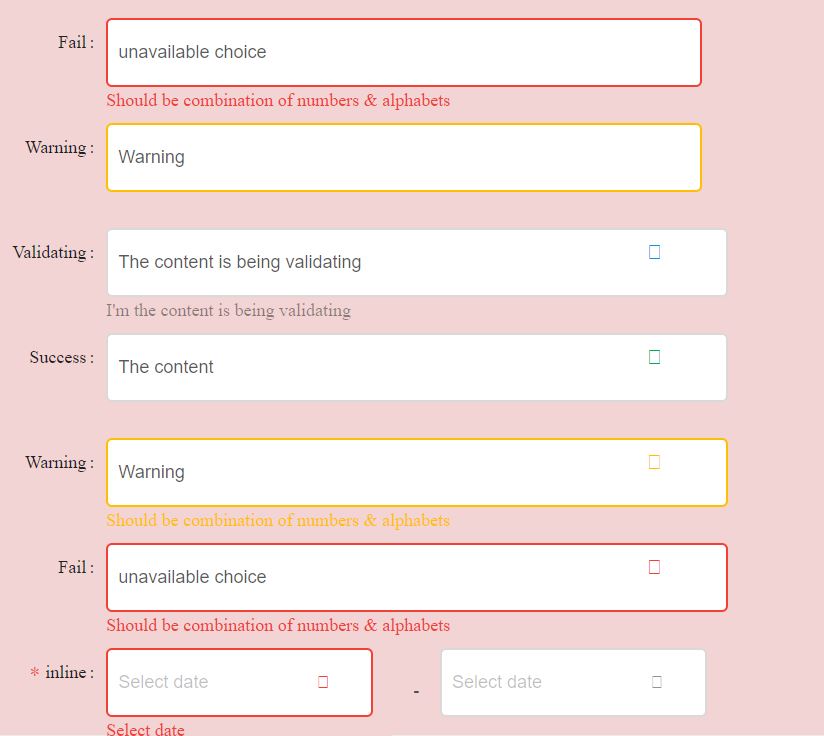 Fail :
unavailable choice
Should be combination of numbers & alphabets
Warning :
Warning
Validating :
The content is being validating
I'm the content is being validating
Success :
The content
Warning :
Warning
Should be combination of numbers & alphabets
Fail :
unavailable choice
Should be combination of numbers & alphabets
* inline :
Select date - Select date
Select date